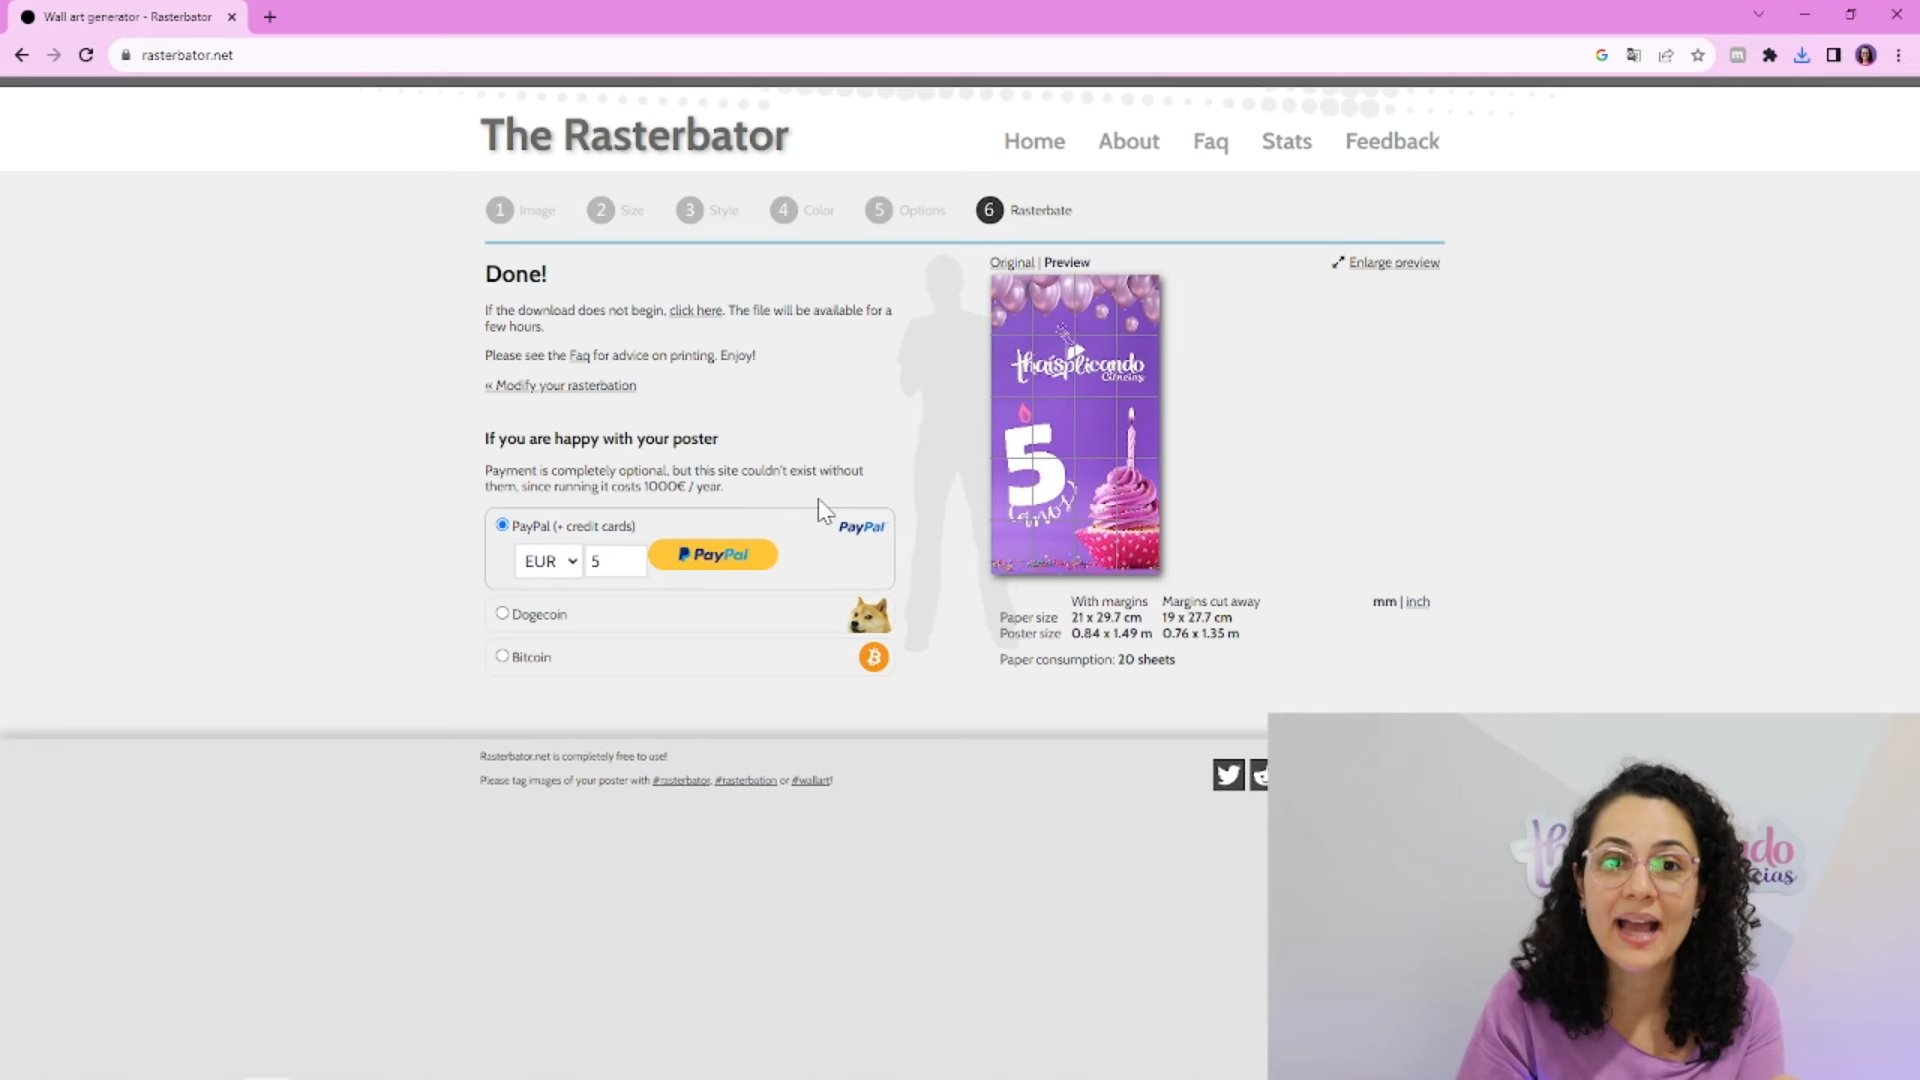 Wall art generator - Rasterbator
rasterbator.net
The Rasterbator
Home About Faq Stats Feedback
1 Image 2 Size 3 Style 4 Color 5 Options 6 Rasterbate
Done!
If the download does not begin, click here. The file will be available for a
few hours.
Please see the Faq for advice on printing. Enjoy!
« Modify your rasterbation
If you are happy with your poster
Payment is completely optional, but this site couldn't exist without
them, since running it costs 1000€ / year.
PayPal (+ credit cards) PayPal
EUR 5 PayPal
Dogecoin
Bitcoin
Original | Preview Enlarge preview
thaisplicando
Ciências
5
anos
With margins Margins cut away mm | inch
Paper size 21 x 29.7 cm 19 x 27.7 cm
Poster size 0.84 x 1.49 m 0.76 x 1.35 m
Paper consumption: 20 sheets
Rasterbator.net is completely free to use!
Please tag images of your poster with #rasterbator, #rasterbation or #wallart!